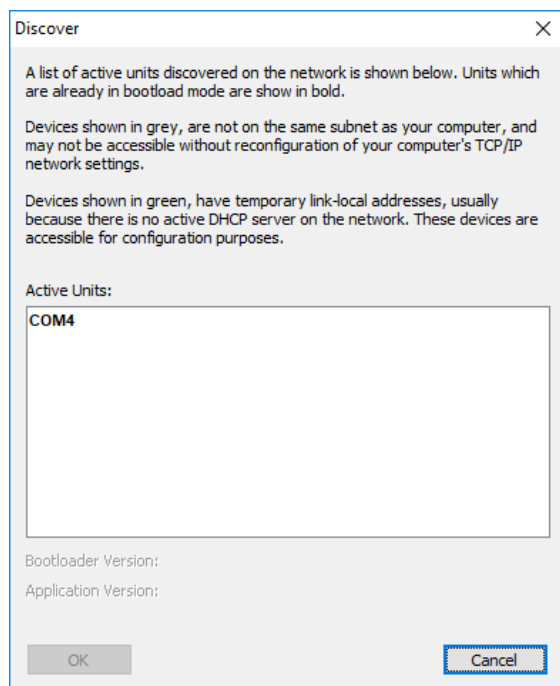 Discover
A list of active units discovered on the network is shown below. Units which
are already in bootload mode are show in bold.
Devices shown in grey, are not on the same subnet as your computer, and
may not be accessible without reconfiguration of your computer's TCP/IP
network settings.
Devices shown in green, have temporary link-local addresses, usually
because there is no active DHCP server on the network. These devices are
accessible for configuration purposes.
Active Units:
COM4
Bootloader Version:
Application Version:
OK
Cancel